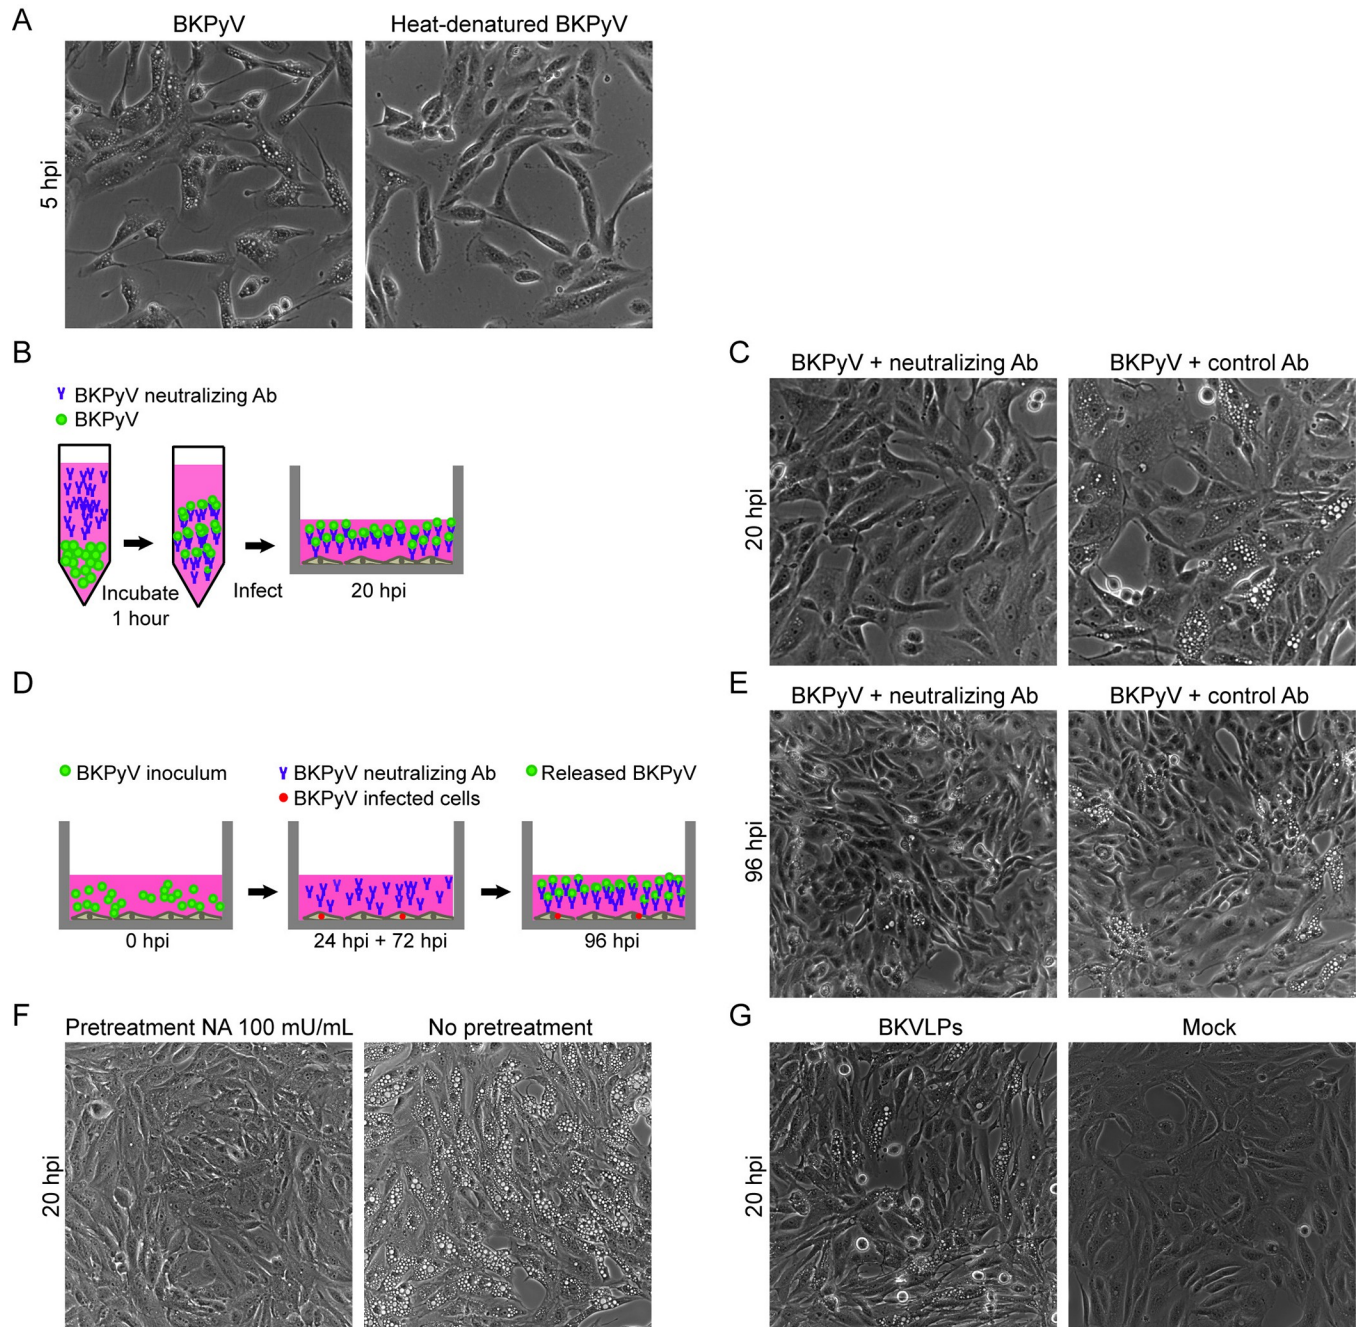 A
BKPyV
Heat-denatured BKPyV
5 hpi
B
BKPyV neutralizing Ab
BKPyV
Incubate
1 hour
Infect
20 hpi
C
BKPyV + neutralizing Ab
BKPyV + control Ab
20 hpi
D
BKPyV inoculum
BKPyV neutralizing Ab
BKPyV infected cells
Released BKPyV
0 hpi
24 hpi + 72 hpi
96 hpi
E
BKPyV + neutralizing Ab
BKPyV + control Ab
96 hpi
F
Pretreatment NA 100 mU/mL
No pretreatment
20 hpi
G
BKVLPs
Mock
20 hpi